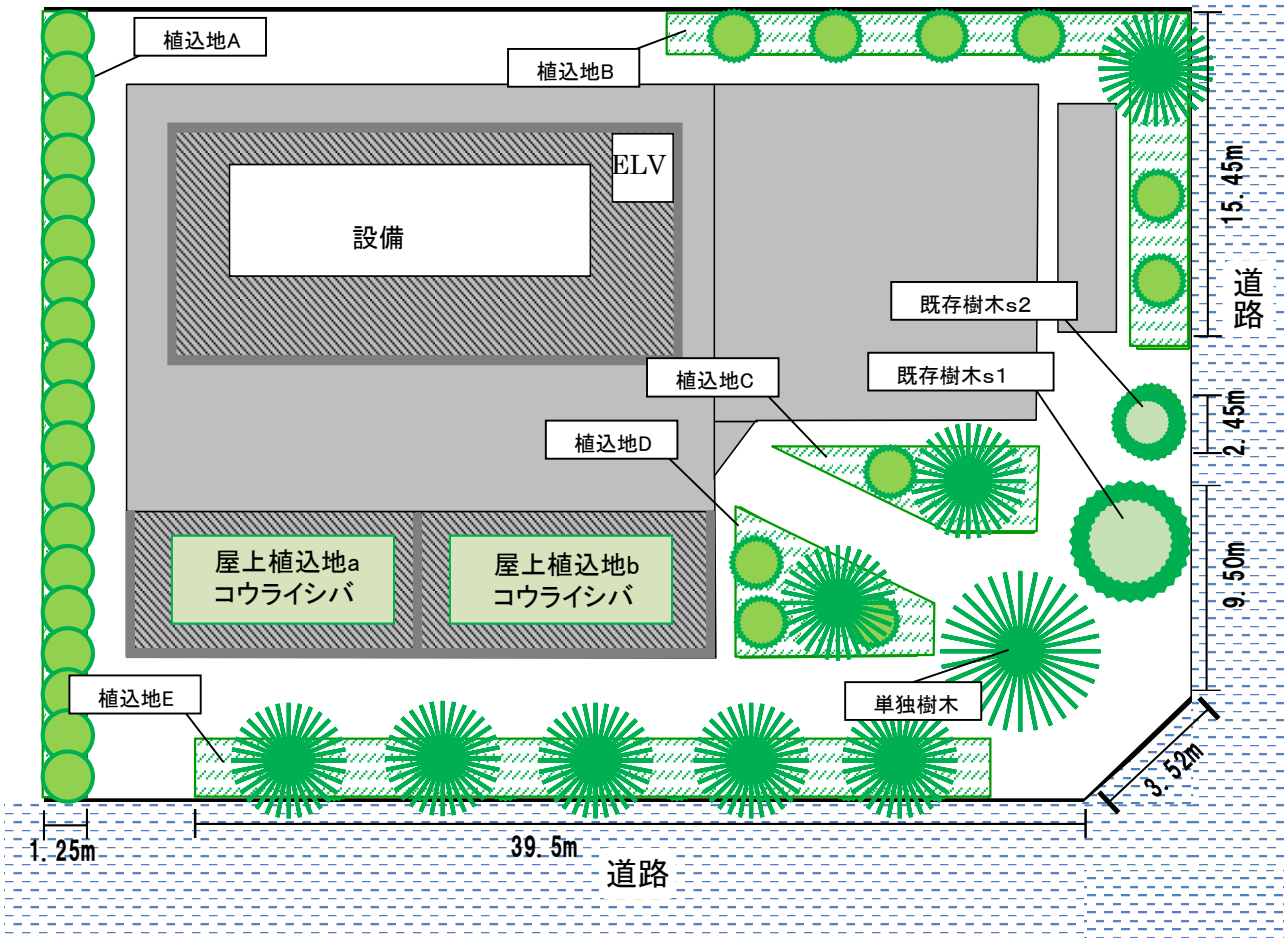 植込地A
植込地B
ELV
設備
15.45m
道路
既存樹木s2
既存樹木s1
植込地C
植込地D
2.45m
9.50m
屋上植込地a
コウライシバ
屋上植込地b
コウライシバ
植込地E
単独樹木
3.52m
1.25m
39.5m
道路